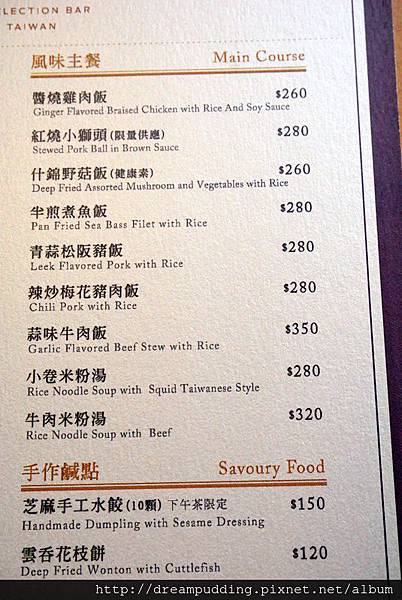 ELECTION BAR
TAIWAN
風味主餐 Main Course
醬燒雞肉飯 $260
Ginger Flavored Braised Chicken with Rice And Soy Sauce
紅燒小獅頭(限量供應) $280
Stewed Pork Ball in Brown Sauce
什錦野菇飯(健康素) $260
Deep Fried Assorted Mushroom and Vegetables with Rice
半煎煮魚飯 $280
Pan Fried Sea Bass Filet with Rice
青蒜松阪豬飯 $280
Leek Flavored Pork with Rice
辣炒梅花豬肉飯 $280
Chili Pork with Rice
蒜味牛肉飯 $350
Garlic Flavored Beef Stew with Rice
小卷米粉湯 $280
Rice Noodle Soup with Squid Taiwanese Style
牛肉米粉湯 $320
Rice Noodle Soup with Beef
手作鹹點 Savoury Food
芝麻手工水餃(10顆) 下午茶限定 $150
Handmade Dumpling with Sesame Dressing
雲吞花枝餅 $120
Deep Fried Wonton with Cuttlefish
http://dreampudding.pixnet.net/album